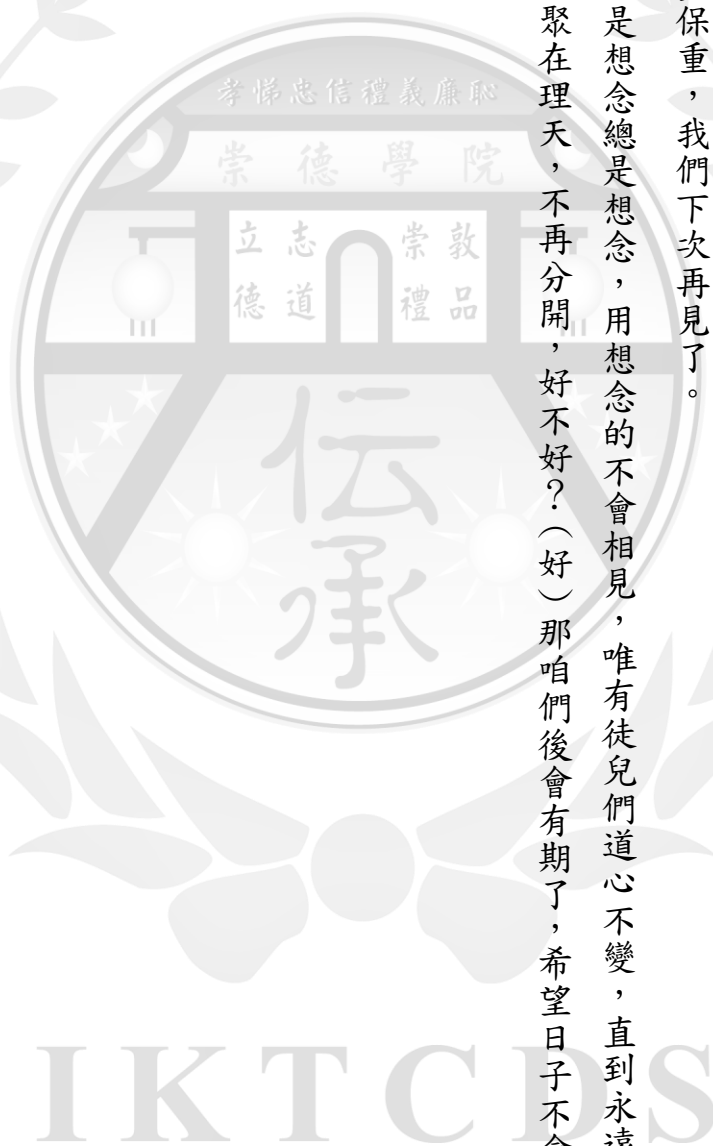 保重，我們下次再見了。
是想念總是想念，用想念的不會相見，唯有徒兒們道心不變，直到永遠
聚在理天，不再分開，好不好？（好）那咱們後會有期了，希望日子不會
孝悌忠信禮義廉恥
崇德學院
立志 崇敦
德道 禮品
伝承
IKTCDS